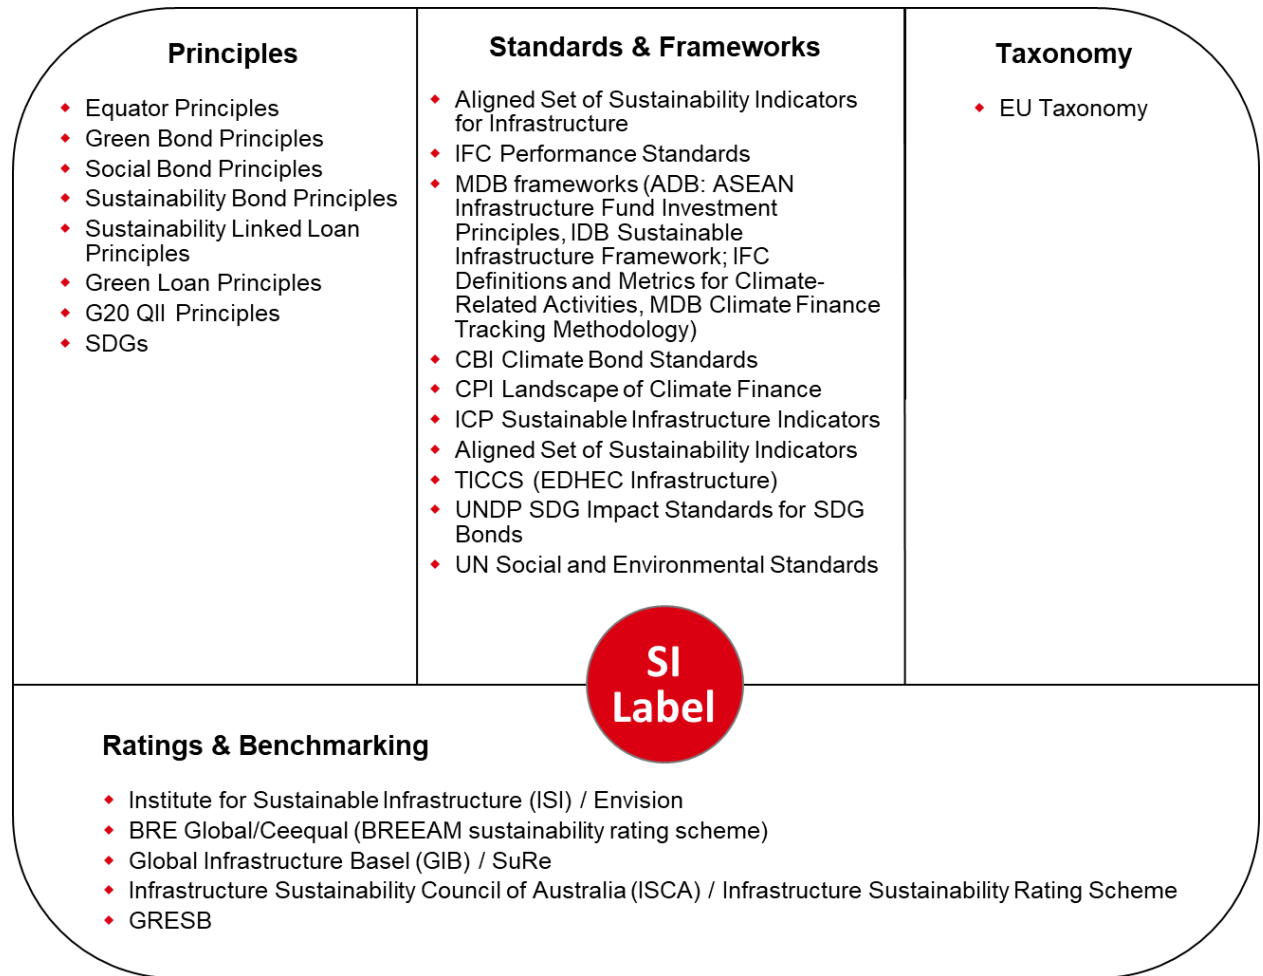 Principles
Equator Principles
Green Bond Principles
Social Bond Principles
Sustainability Bond Principles
Sustainability Linked Loan
Principles
Green Loan Principles
G20 QII Principles
SDGs
Standards & Frameworks
Aligned Set of Sustainability Indicators
for Infrastructure
IFC Performance Standards
MDB frameworks (ADB: ASEAN
Infrastructure Fund Investment
Principles, IDB Sustainable
Infrastructure Framework; IFC
Definitions and Metrics for Climate-
Related Activities, MDB Climate Finance
Tracking Methodology)
CBI Climate Bond Standards
CPI Landscape of Climate Finance
ICP Sustainable Infrastructure Indicators
Aligned Set of Sustainability Indicators
TICCS (EDHEC Infrastructure)
UNDP SDG Impact Standards for SDG
Bonds
UN Social and Environmental Standards
Taxonomy
EU Taxonomy
SI
Label
Ratings & Benchmarking
Institute for Sustainable Infrastructure (ISI) / Envision
BRE Global/Ceequal (BREEAM sustainability rating scheme)
Global Infrastructure Basel (GIB) / SuRe
Infrastructure Sustainability Council of Australia (ISCA) / Infrastructure Sustainability Rating Scheme
GRESB